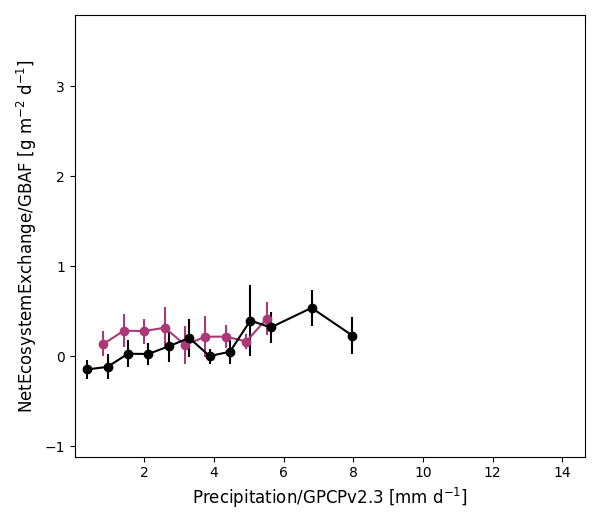 NetEcosystemExchange/GBAF [g m⁻² d⁻¹]
3
2
1
0
−1
2 4 6 8 10 12 14
Precipitation/GPCPv2.3 [mm d⁻¹]